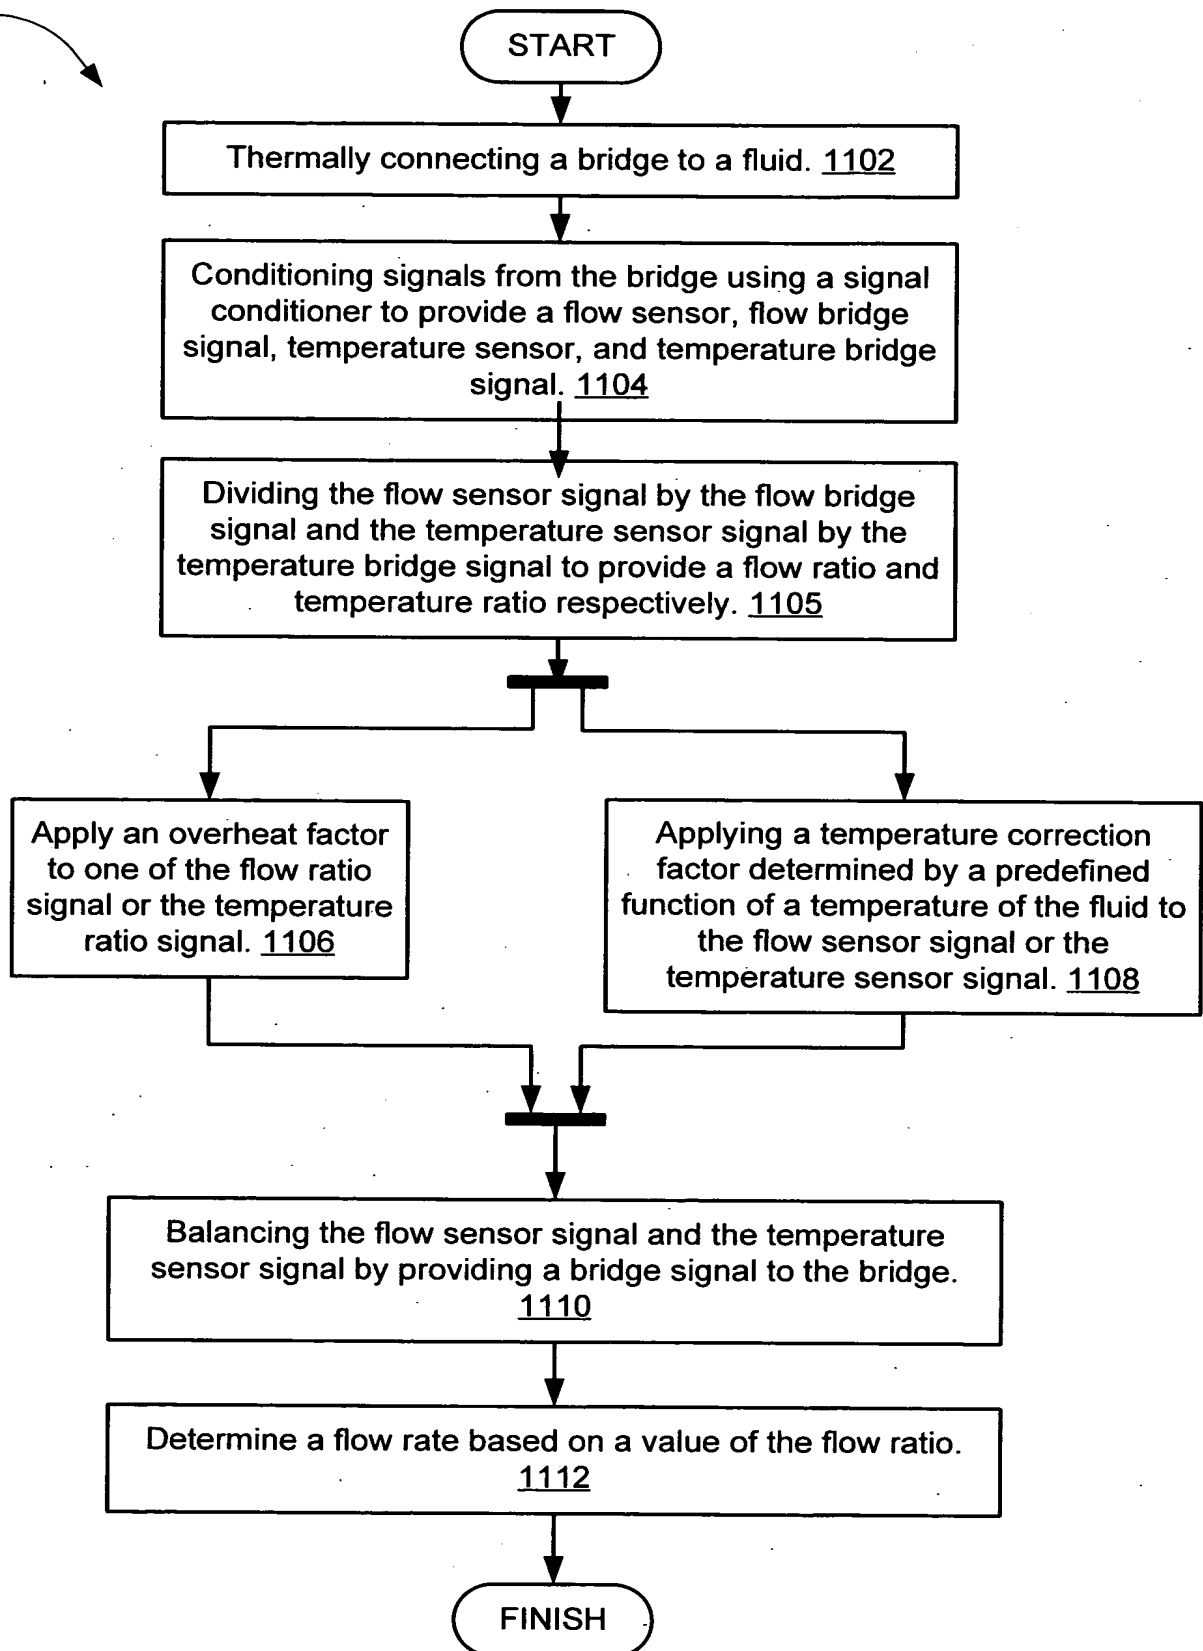 START
Thermally connecting a bridge to a fluid. 1102
Conditioning signals from the bridge using a signal
conditioner to provide a flow sensor, flow bridge
signal, temperature sensor, and temperature bridge
signal. 1104
Dividing the flow sensor signal by the flow bridge
signal and the temperature sensor signal by the
temperature bridge signal to provide a flow ratio and
temperature ratio respectively. 1105
Apply an overheat factor
to one of the flow ratio
signal or the temperature
ratio signal. 1106
Applying a temperature correction
factor determined by a predefined
function of a temperature of the fluid to
the flow sensor signal or the
temperature sensor signal. 1108
Balancing the flow sensor signal and the temperature
sensor signal by providing a bridge signal to the bridge.
1110
Determine a flow rate based on a value of the flow ratio.
1112
FINISH